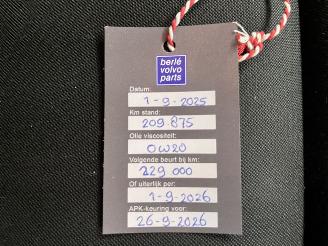 berlé
volvo
parts
Datum:
1-9-2025
Km stand:
209.875
Olie viscositeit:
0W20
Volgende beurt bij km:
229 000
Of uiterlijk per:
1-9-2026
APK-keuring voor:
26-9-2026